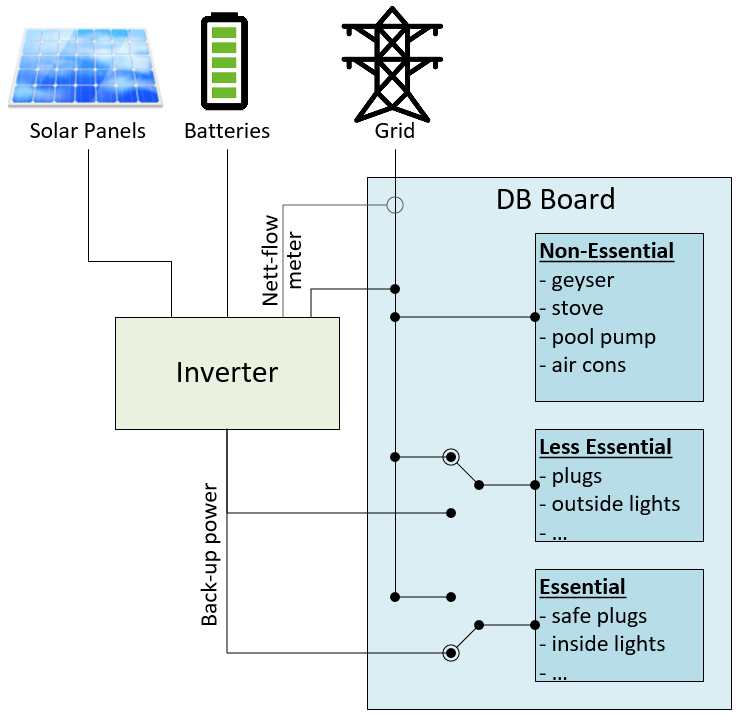 Solar Panels
Batteries
Grid
DB Board
Nett-flow
meter
Non-Essential
- geyser
- stove
- pool pump
- air cons
Inverter
Less Essential
- plugs
- outside lights
- ...
Back-up power
Essential
- safe plugs
- inside lights
- ...